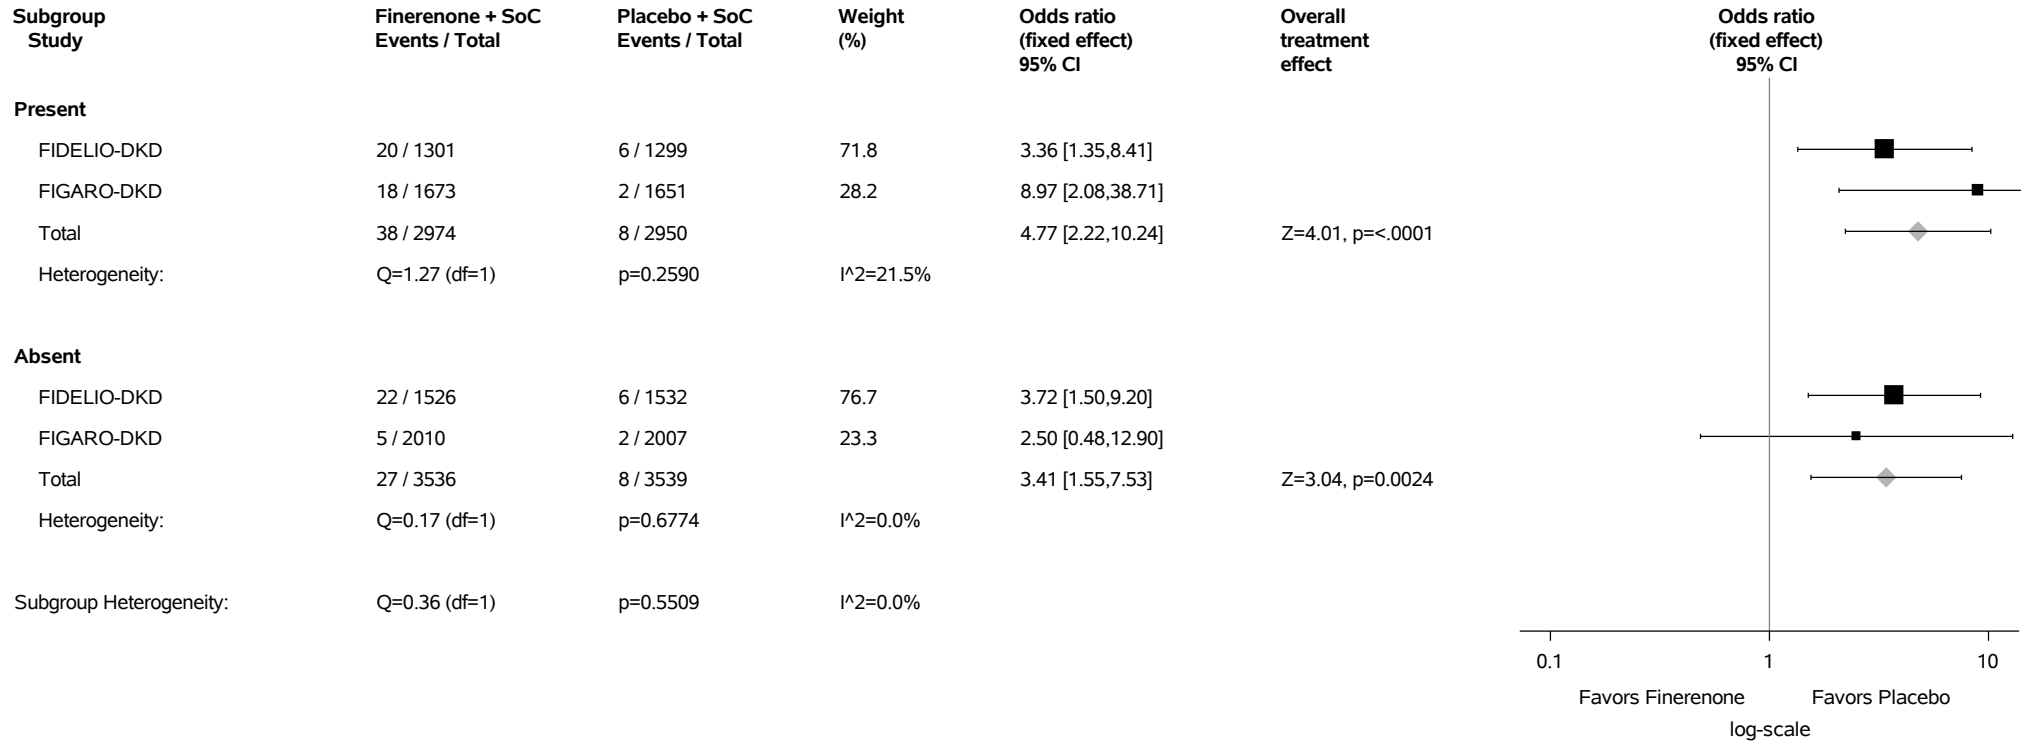 Subgroup Finerenone + SoC Placebo + SoC Weight Odds ratio Overall Odds ratio
Study Events / Total Events / Total (%) (fixed effect) treatment (fixed effect)
95% CI effect 95% CI
Present
FIDELIO-DKD 20 / 1301 6 / 1299 71.8 3.36 [1.35,8.41]
FIGARO-DKD 18 / 1673 2 / 1651 28.2 8.97 [2.08,38.71]
Total 38 / 2974 8 / 2950 4.77 [2.22,10.24] Z=4.01, p=<.0001
Heterogeneity: Q=1.27 (df=1) p=0.2590 I^2=21.5%
Absent
FIDELIO-DKD 22 / 1526 6 / 1532 76.7 3.72 [1.50,9.20]
FIGARO-DKD 5 / 2010 2 / 2007 23.3 2.50 [0.48,12.90]
Total 27 / 3536 8 / 3539 3.41 [1.55,7.53] Z=3.04, p=0.0024
Heterogeneity: Q=0.17 (df=1) p=0.6774 I^2=0.0%
Subgroup Heterogeneity: Q=0.36 (df=1) p=0.5509 I^2=0.0%
0.1 1 10
Favors Finerenone Favors Placebo
log-scale